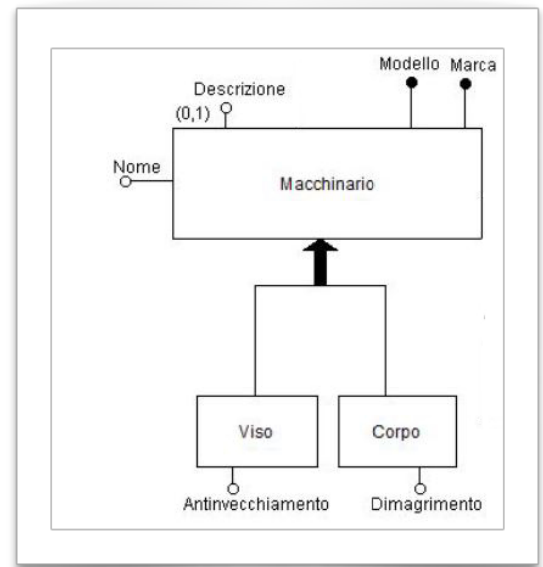 Modello Marca
Descrizione
(0,1)
Nome
Macchinario
Viso
Corpo
Antinvecchiamento
Dimagrimento